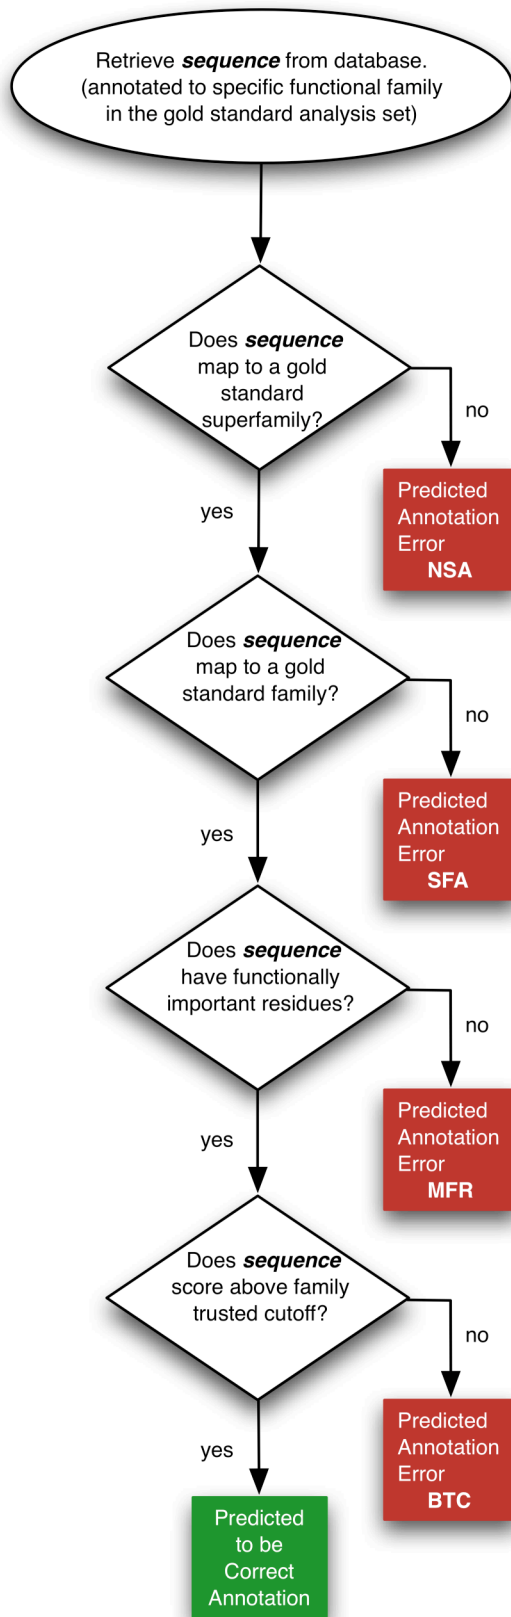 Retrieve sequence from database.
(annotated to specific functional family
in the gold standard analysis set)
Does sequence
map to a gold
standard
superfamily?
no
yes
Predicted
Annotation
Error
NSA
Does sequence
map to a gold
standard family?
no
yes
Predicted
Annotation
Error
SFA
Does sequence
have functionally
important residues?
no
yes
Predicted
Annotation
Error
MFR
Does sequence
score above family
trusted cutoff?
no
yes
Predicted
Annotation
Error
BTC
Predicted
to be
Correct
Annotation